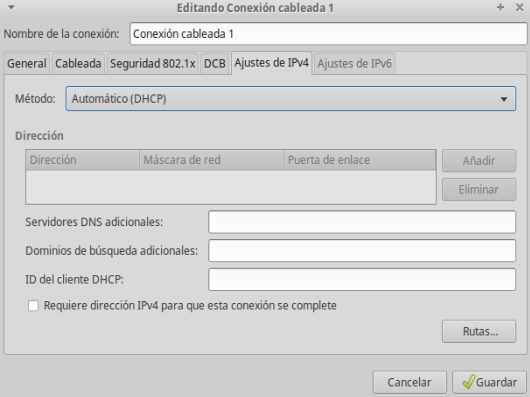 Editando Conexión cableada 1
Nombre de la conexión: Conexión cableada 1
General Cableada Seguridad 802.1x DCB Ajustes de IPv4 Ajustes de IPv6
Método: Automático (DHCP)
Dirección
Dirección Máscara de red Puerta de enlace Añadir
Eliminar
Servidores DNS adicionales:
Dominios de búsqueda adicionales:
ID del cliente DHCP:
Requiere dirección IPv4 para que esta conexión se complete
Rutas...
Cancelar Guardar